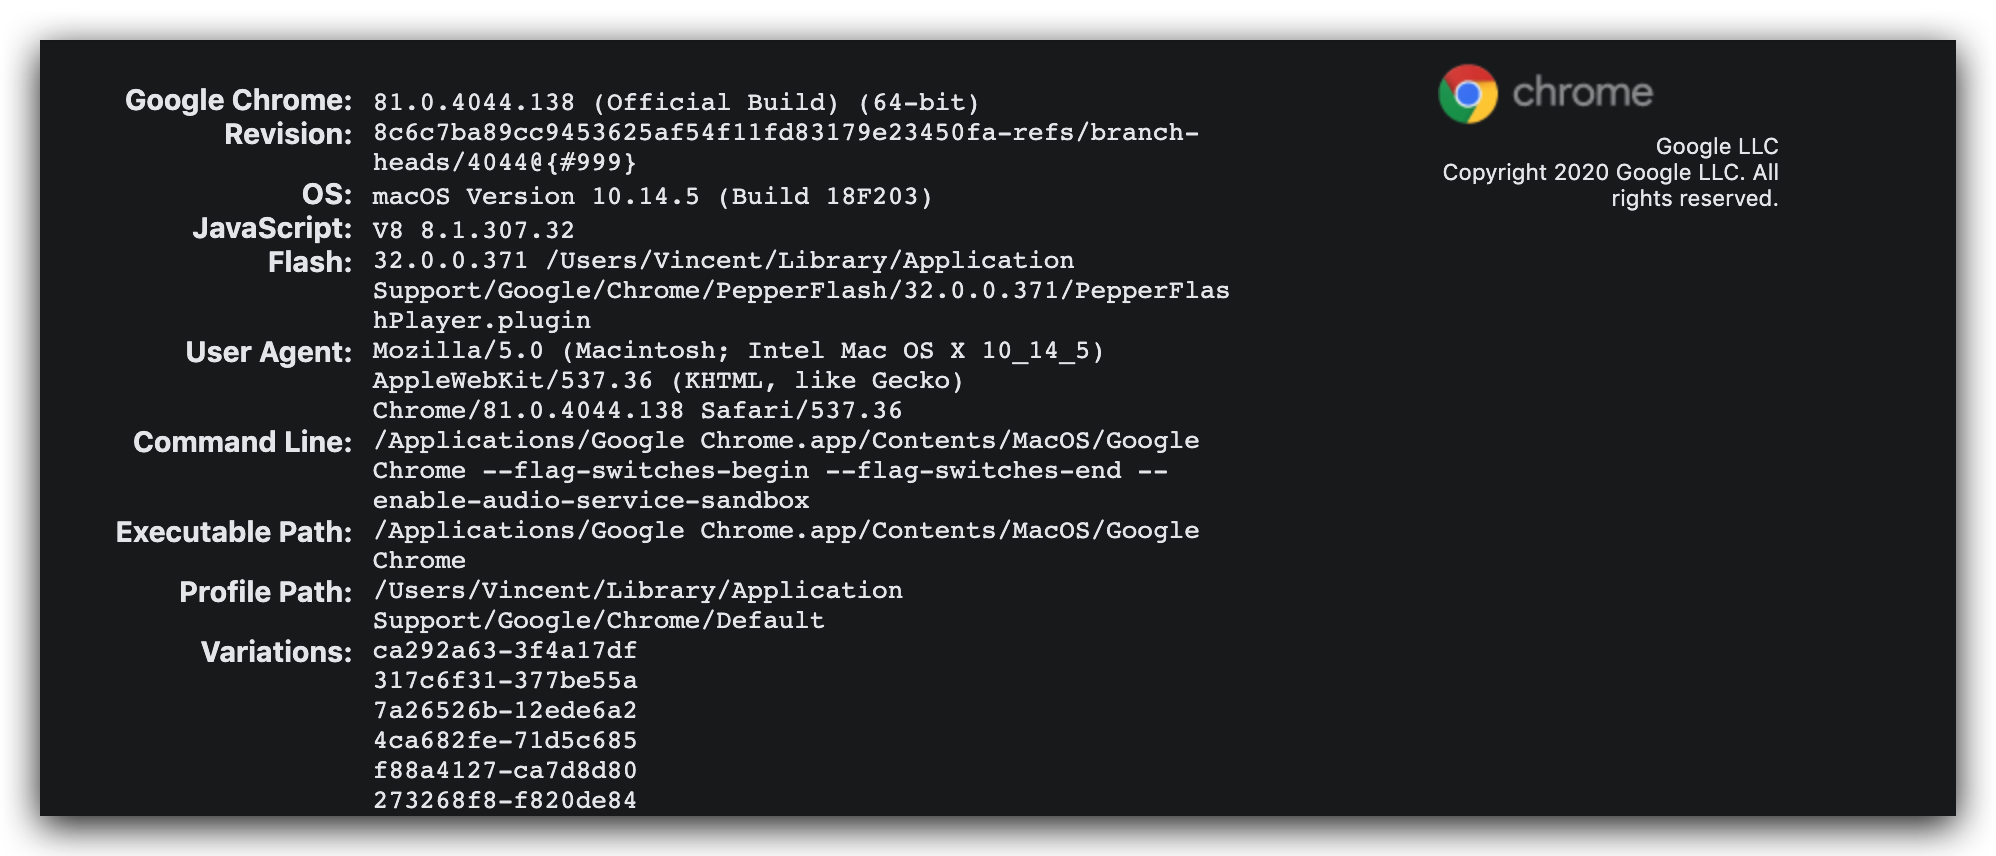 Google Chrome: 81.0.4044.138 (Official Build) (64-bit)
Revision: 8c6c7ba89cc9453625af54f11fd83179e23450fa-refs/branch-
heads/4044@{#999}
OS: macOS Version 10.14.5 (Build 18F203)
JavaScript: V8 8.1.307.32
Flash: 32.0.0.371 /Users/Vincent/Library/Application
Support/Google/Chrome/PepperFlash/32.0.0.371/PepperFlas
hPlayer.plugin
User Agent: Mozilla/5.0 (Macintosh; Intel Mac OS X 10_14_5)
AppleWebKit/537.36 (KHTML, like Gecko)
Chrome/81.0.4044.138 Safari/537.36
Command Line: /Applications/Google Chrome.app/Contents/MacOS/Google
Chrome --flag-switches-begin --flag-switches-end --
enable-audio-service-sandbox
Executable Path: /Applications/Google Chrome.app/Contents/MacOS/Google
Chrome
Profile Path: /Users/Vincent/Library/Application
Support/Google/Chrome/Default
Variations: ca292a63-3f4a17df
317c6f31-377be55a
7a26526b-12ede6a2
4ca682fe-71d5c685
f88a4127-ca7d8d80
273268f8-f820de84
chrome
Google LLC
Copyright 2020 Google LLC. All
rights reserved.